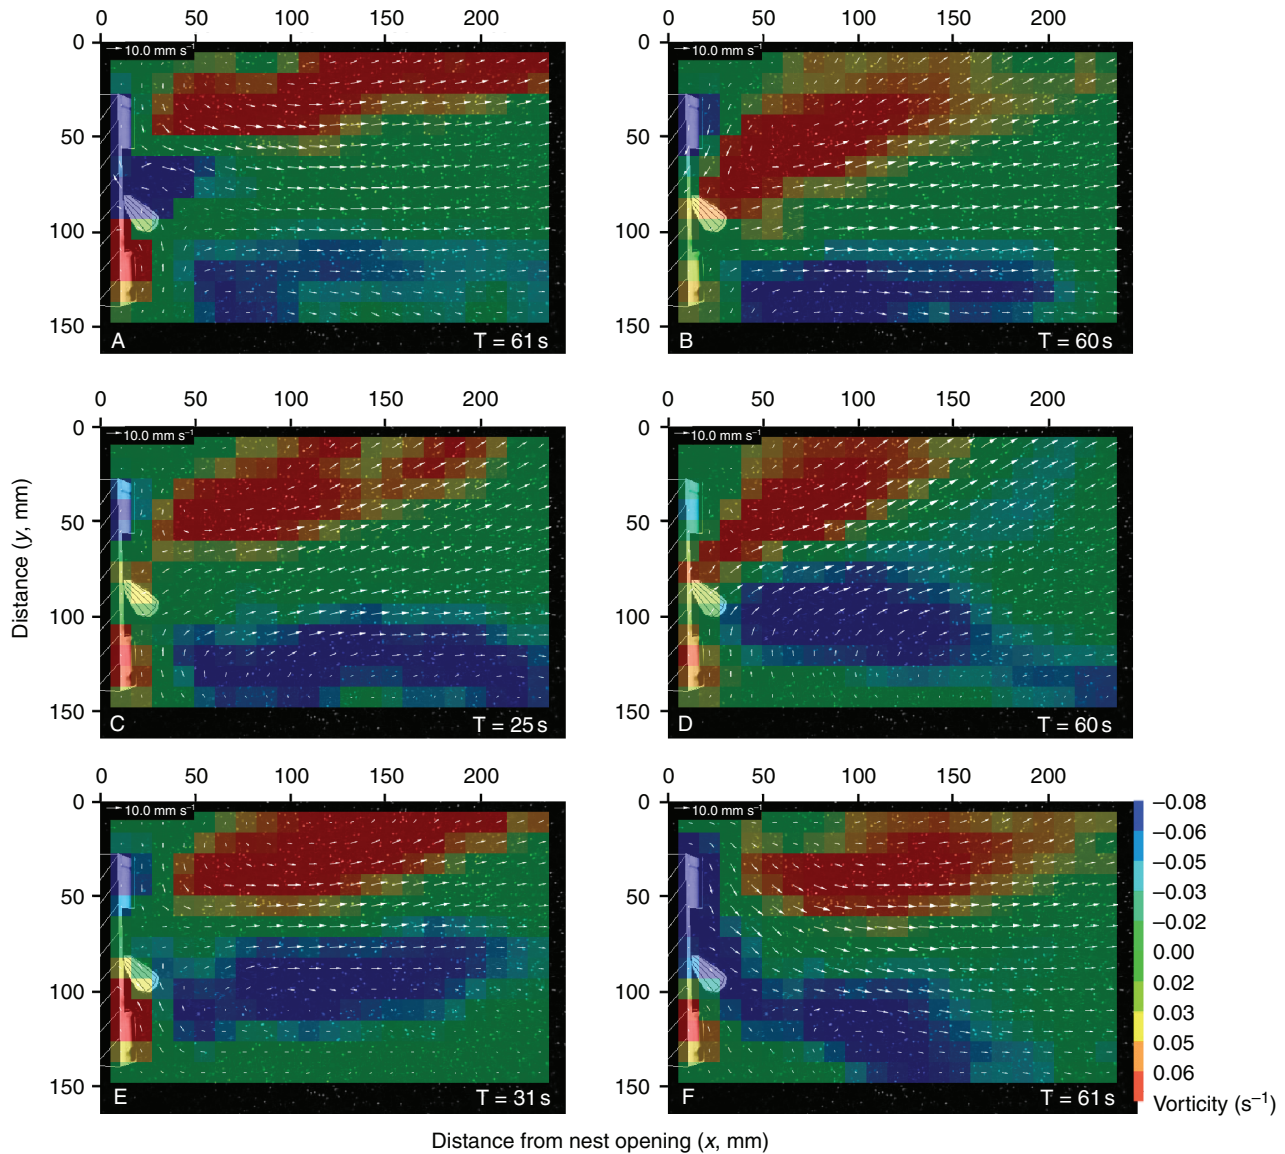 0 50 100 150 200
0 50 100 150 200
0
50
100
150
10.0 mm s⁻¹
A
T = 61 s
0
50
100
150
10.0 mm s⁻¹
B
T = 60 s
0 50 100 150 200
0 50 100 150 200
0
50
100
150
10.0 mm s⁻¹
C
T = 25 s
0
50
100
150
10.0 mm s⁻¹
D
T = 60 s
Distance (y, mm)
0 50 100 150 200
0 50 100 150 200
0
50
100
150
10.0 mm s⁻¹
E
T = 31 s
0
50
100
150
10.0 mm s⁻¹
F
T = 61 s
–0.08
–0.06
–0.05
–0.03
–0.02
0.00
0.02
0.03
0.05
0.06
Vorticity (s⁻¹)
Distance from nest opening (x, mm)